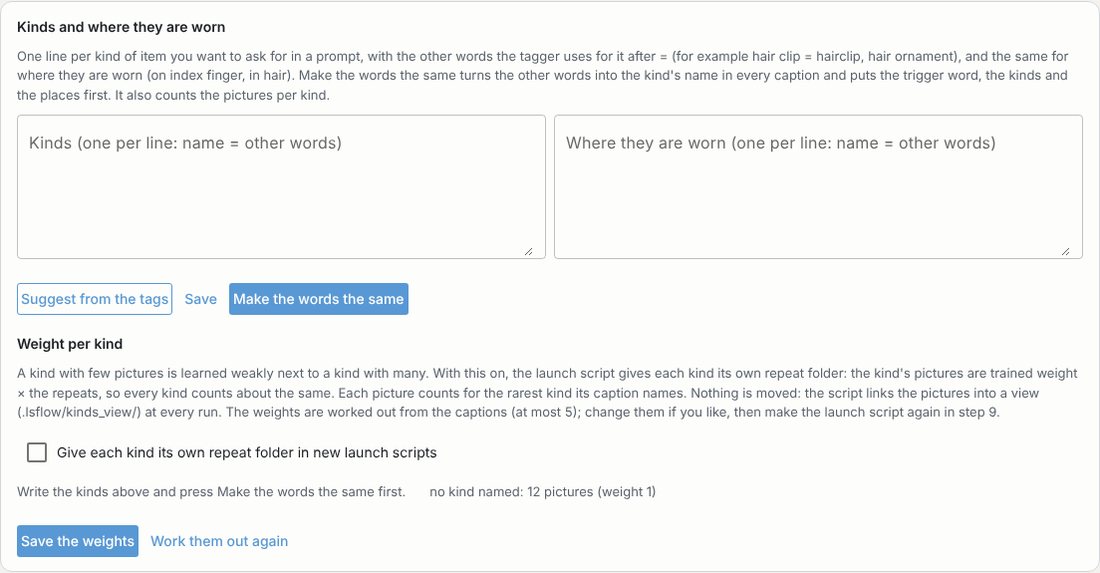 Kinds and where they are worn
One line per kind of item you want to ask for in a prompt, with the other words the tagger uses for it after = (for example hair clip = hairclip, hair ornament), and the same for
where they are worn (on index finger, in hair). Make the words the same turns the other words into the kind's name in every caption and puts the trigger word, the kinds and
the places first. It also counts the pictures per kind.
Kinds (one per line: name = other words)
Where they are worn (one per line: name = other words)
Suggest from the tags
Save
Make the words the same
Weight per kind
A kind with few pictures is learned weakly next to a kind with many. With this on, the launch script gives each kind its own repeat folder: the kind's pictures are trained weight
× the repeats, so every kind counts about the same. Each picture counts for the rarest kind its caption names. Nothing is moved: the script links the pictures into a view
(.lsflow/kinds_view/) at every run. The weights are worked out from the captions (at most 5); change them if you like, then make the launch script again in step 9.
Give each kind its own repeat folder in new launch scripts
Write the kinds above and press Make the words the same first.
no kind named: 12 pictures (weight 1)
Save the weights
Work them out again